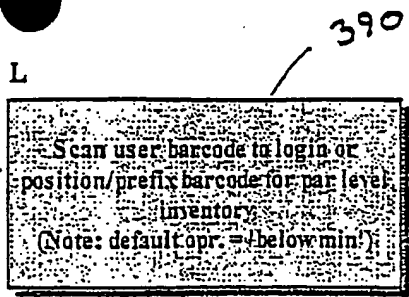 390
L
Scan user barcode to login or
position/prefix barcode for par level
inventory
(Note: default opr. = 'below min')